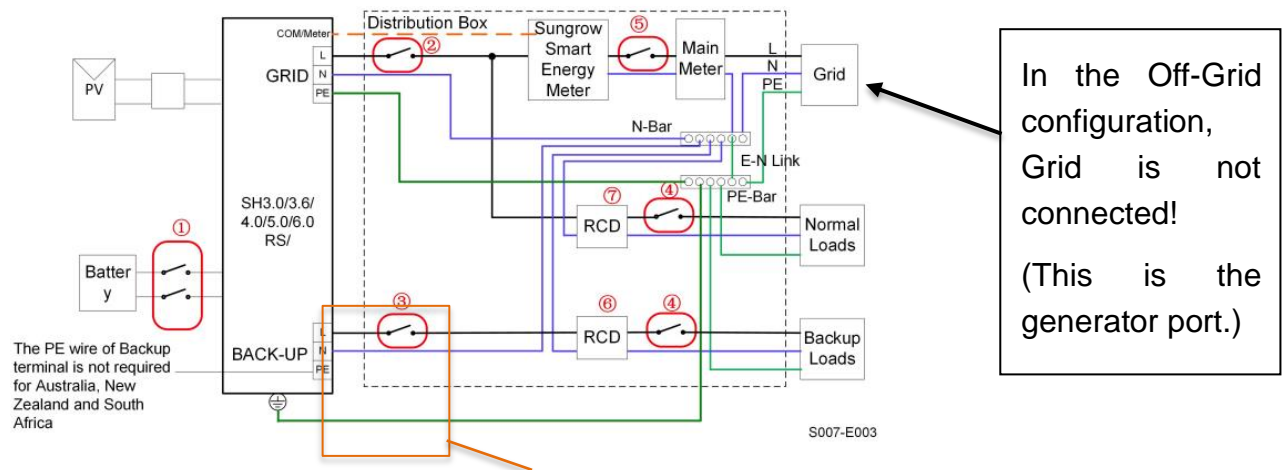 Distribution Box
COM/Meter
L
N
PE
GRID
②
Sungrow
Smart
Energy
Meter
⑤
Main
Meter
L
N
PE
Grid
PV
N-Bar
E-N Link
PE-Bar
SH3.0/3.6/
4.0/5.0/6.0
RS/
①
Batter
y
⑦
RCD
④
Normal
Loads
③
⑥
RCD
④
Backup
Loads
L
N
PE
BACK-UP
The PE wire of Backup
terminal is not required
for Australia, New
Zealand and South
Africa
S007-E003
In the Off-Grid
configuration,
Grid is not
connected!
(This is the
generator port.)